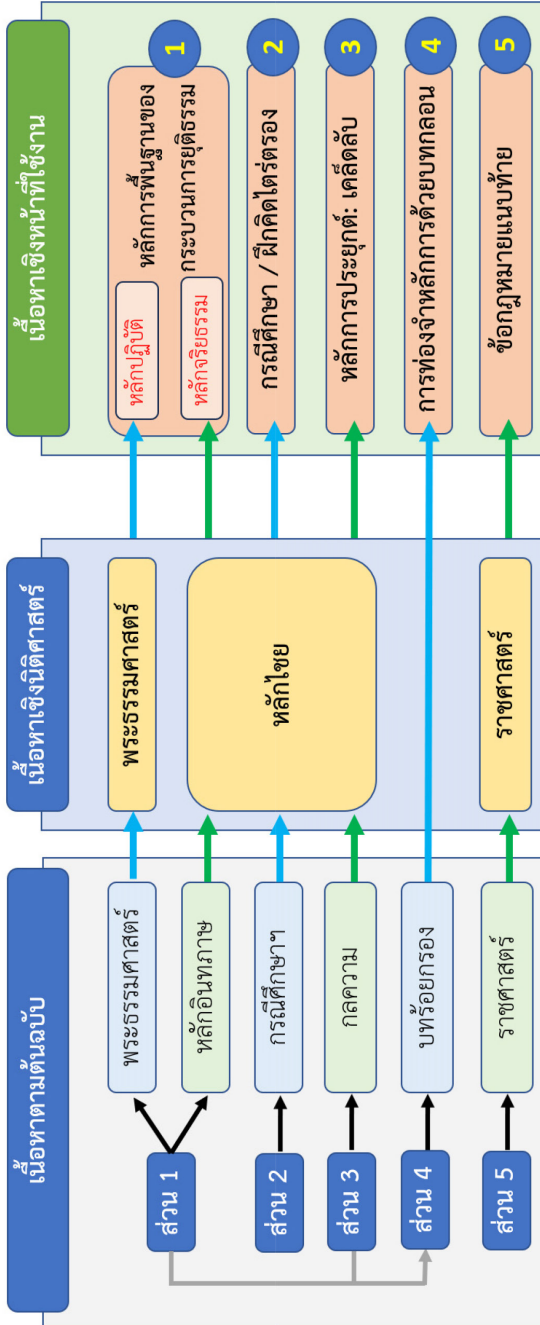 เนื้อหาตามต้นฉบับ
ส่วน 1
ส่วน 2
ส่วน 3
ส่วน 4
ส่วน 5
พระธรรมศาสตร์
หลักอินทภาษ
กรณีศึกษาฯ
กลความ
บทร้อยกรอง
ราชศาสตร์
เนื้อหาเชิงนิติศาสตร์
พระธรรมศาสตร์
หลักไชย
ราชศาสตร์
เนื้อหาเชิงหน้าที่ใช้งาน
หลักปฏิบัติ
หลักจริยธรรม
หลักการพื้นฐานของ
กระบวนการยุติธรรม
1
กรณีศึกษา / ฝึกคิดไตร่ตรอง
2
หลักการประยุกต์: เคล็ดลับ
3
การท่องจำหลักการด้วยบทกลอน
4
ข้อกฎหมายแนบท้าย
5